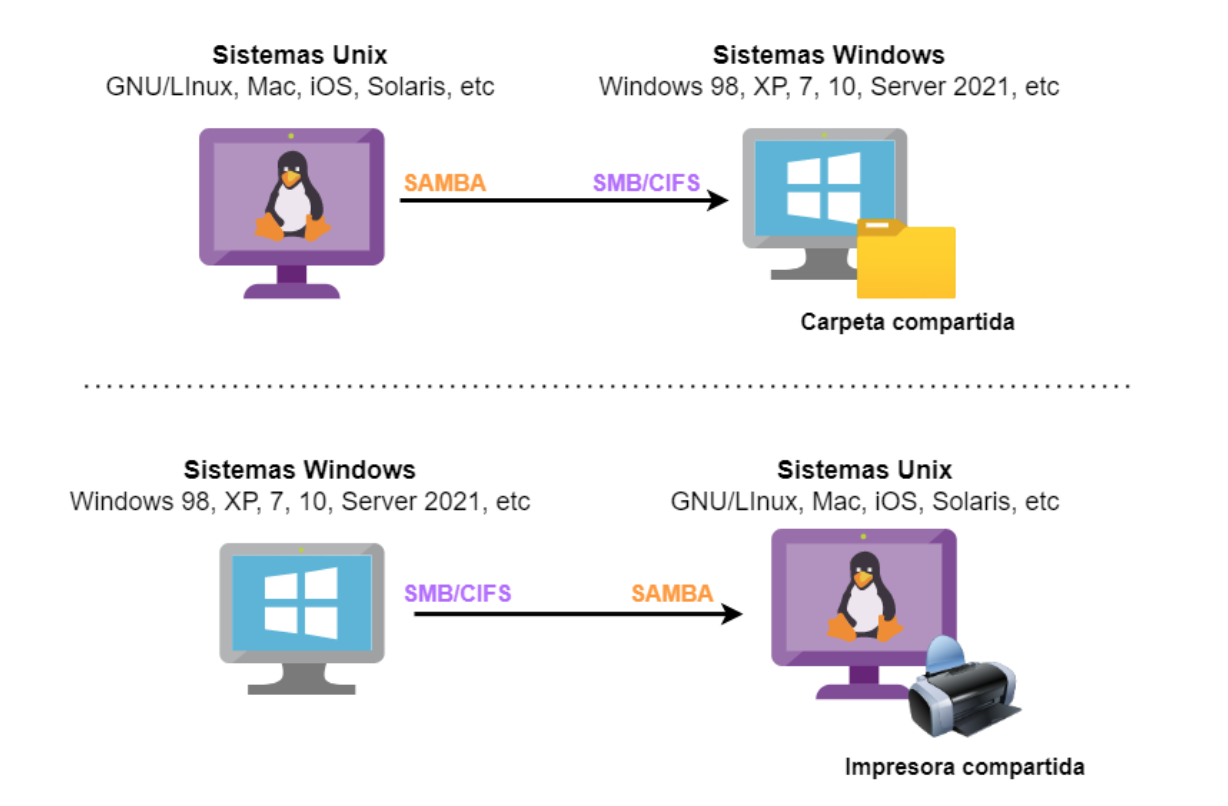 Sistemas Unix
GNU/LInux, Mac, iOS, Solaris, etc
Sistemas Windows
Windows 98, XP, 7, 10, Server 2021, etc
SAMBA
SMB/CIFS
Carpeta compartida
Sistemas Windows
Windows 98, XP, 7, 10, Server 2021, etc
Sistemas Unix
GNU/LInux, Mac, iOS, Solaris, etc
SMB/CIFS
SAMBA
Impresora compartida